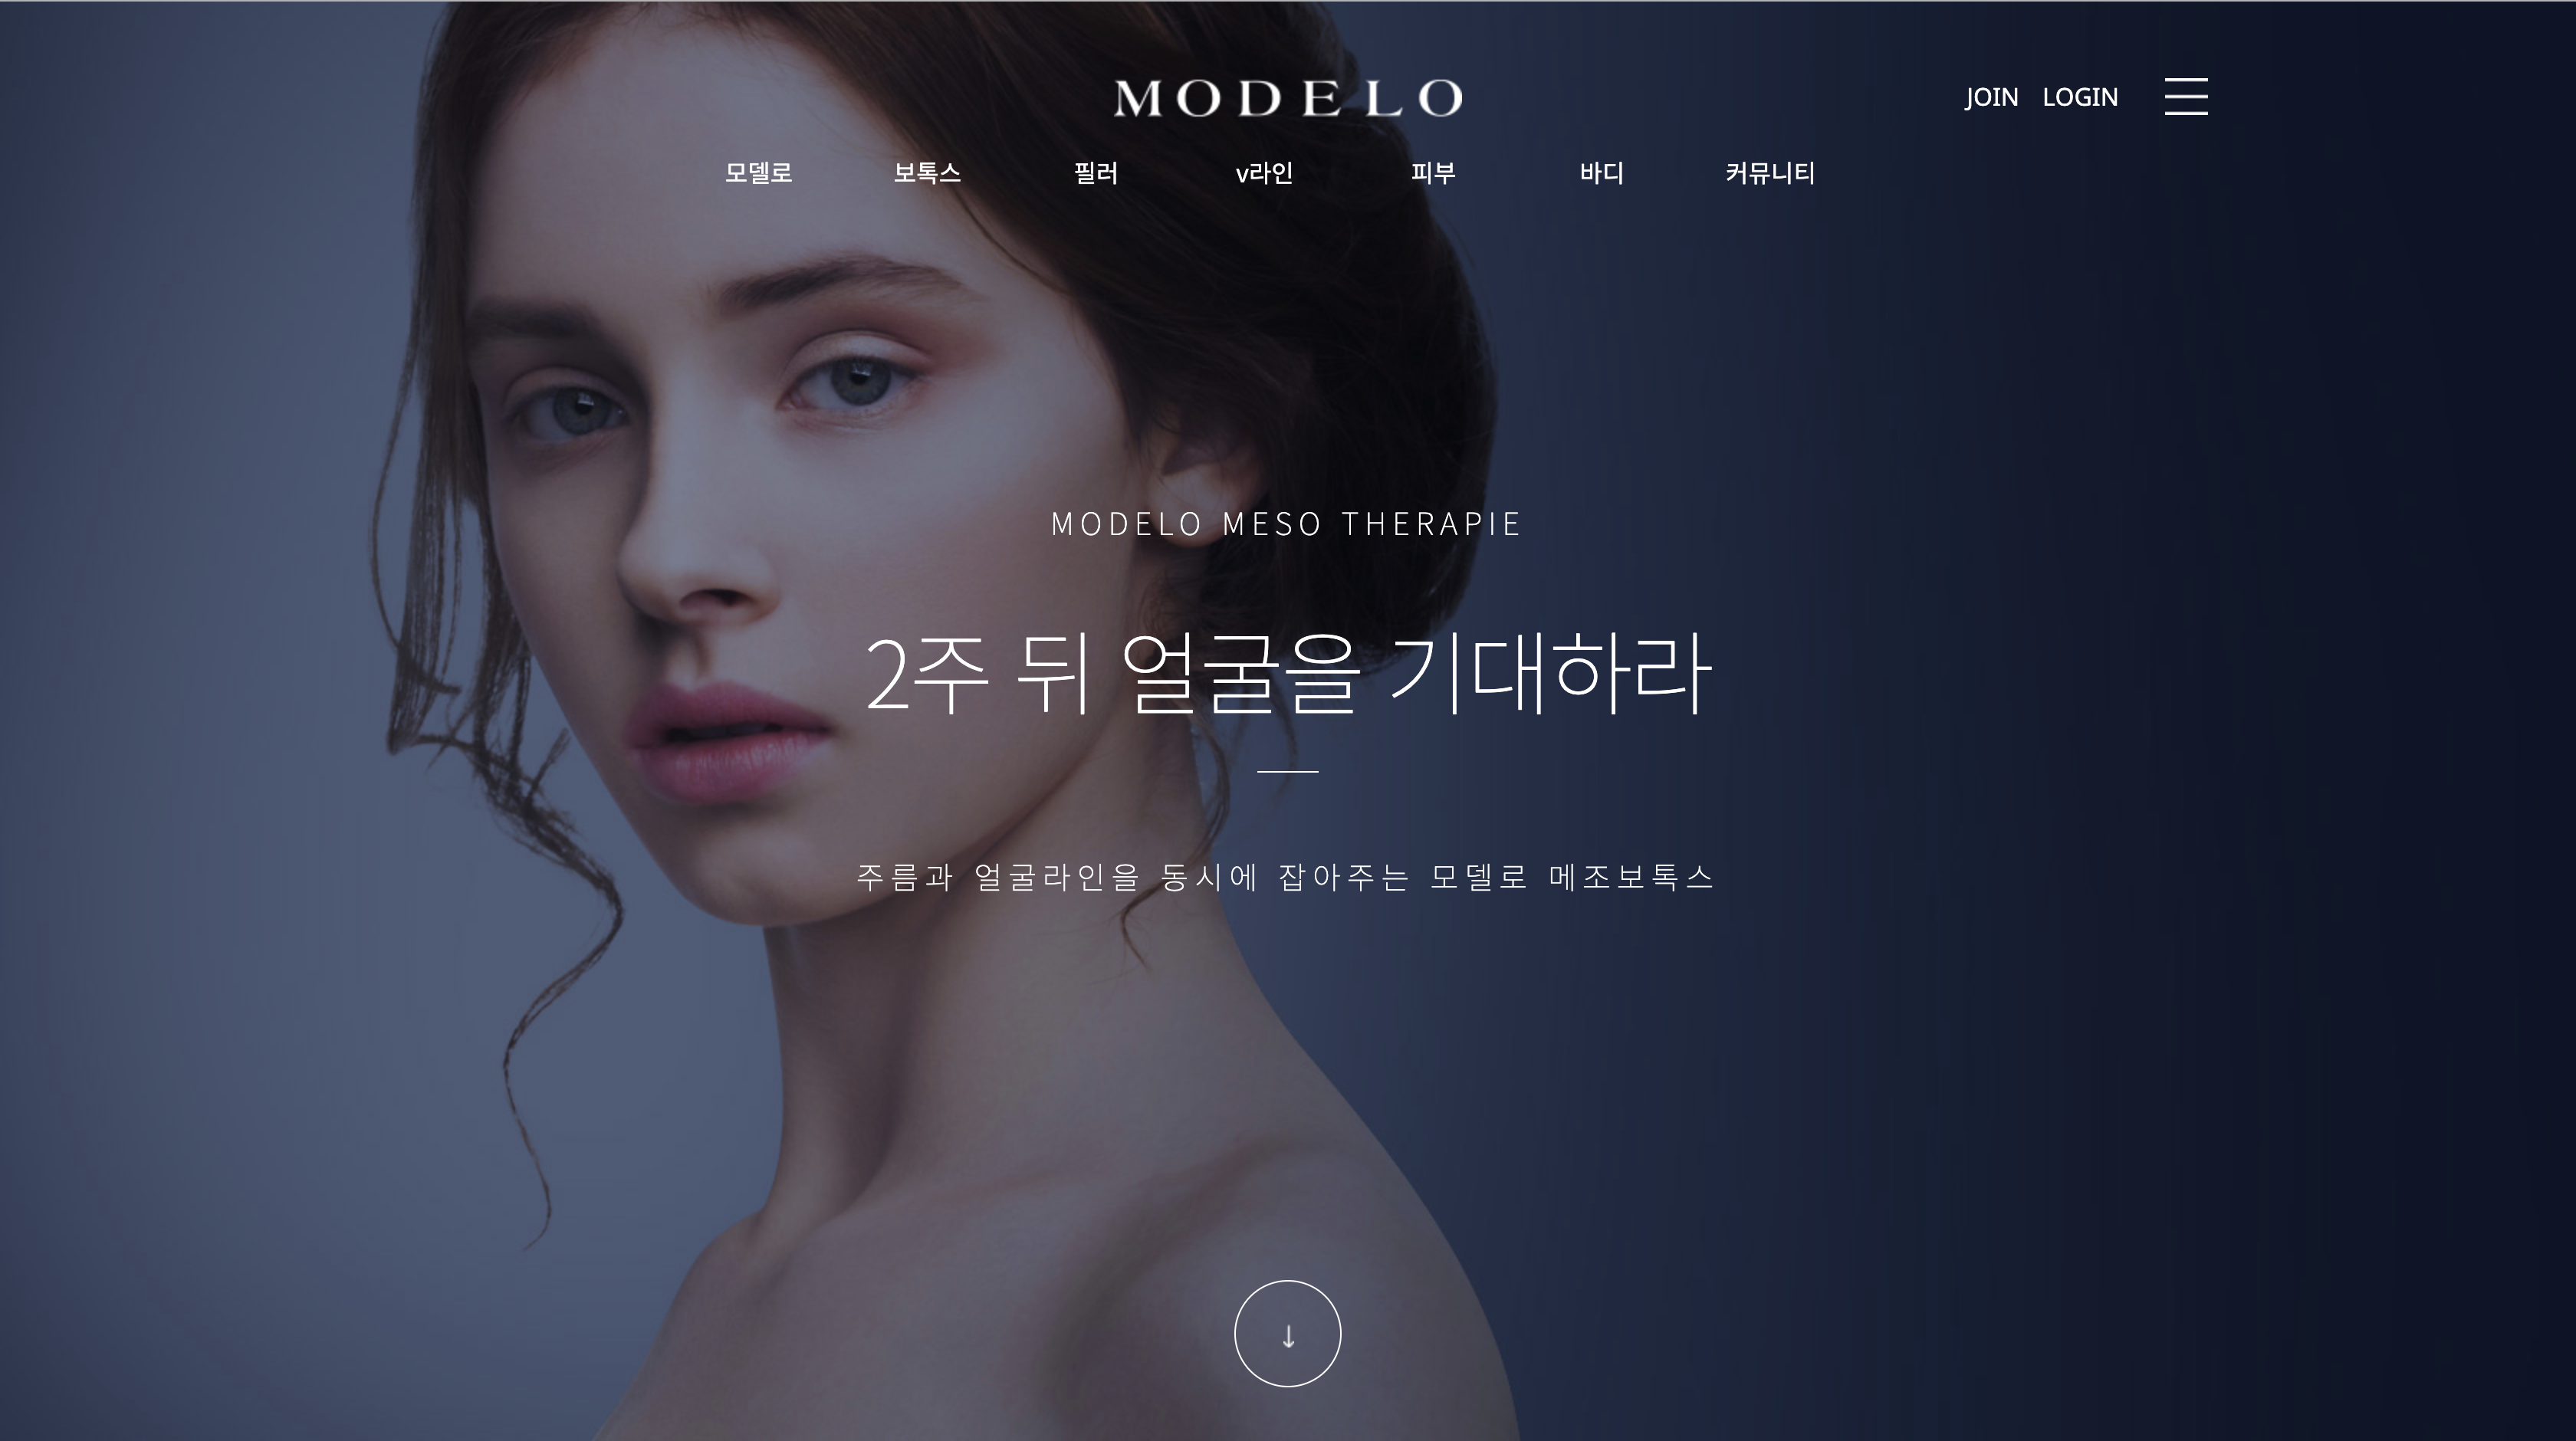 MODELO
JOIN LOGIN
모델로 보톡스 필러 v라인 피부 바디 커뮤니티
MODELO MESO THERAPIE
2주 뒤 얼굴을 기대하라
주름과 얼굴라인을 동시에 잡아주는 모델로 메조보톡스